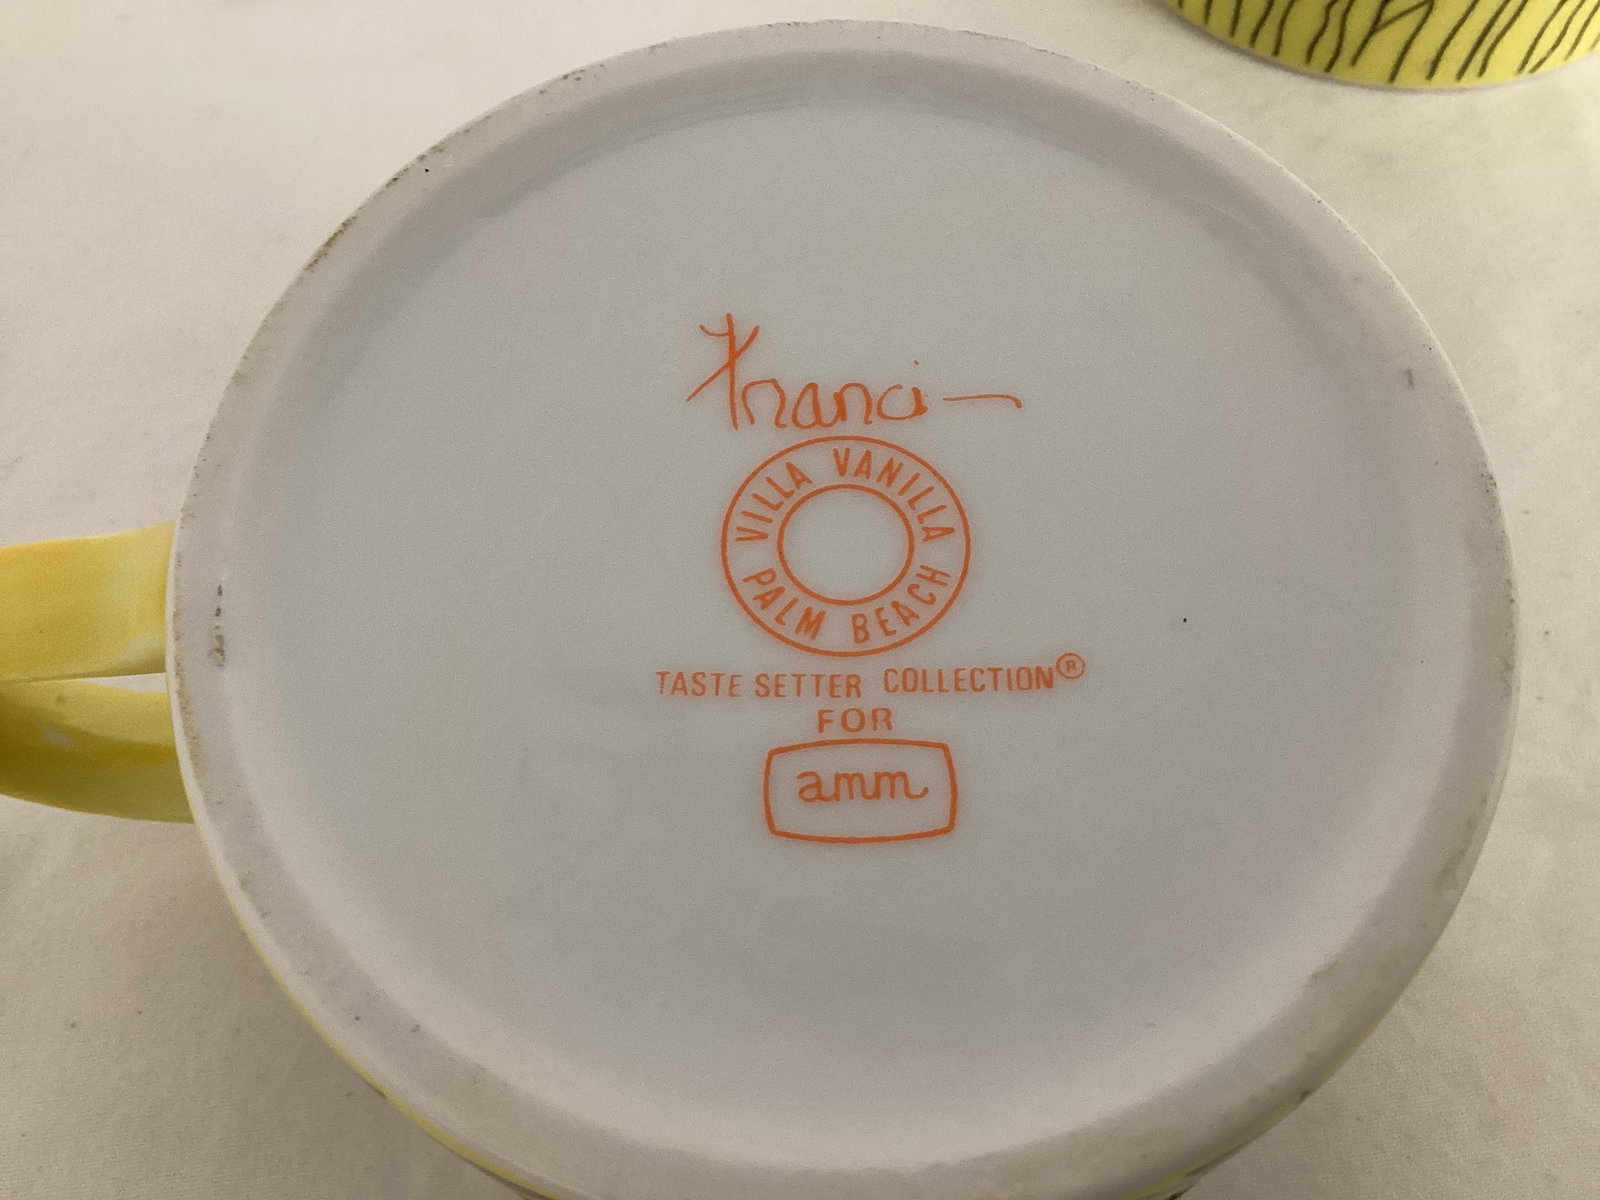 Franci
VILLA VANILLA
PALM BEACH
TASTE SETTER COLLECTION®
FOR
amm